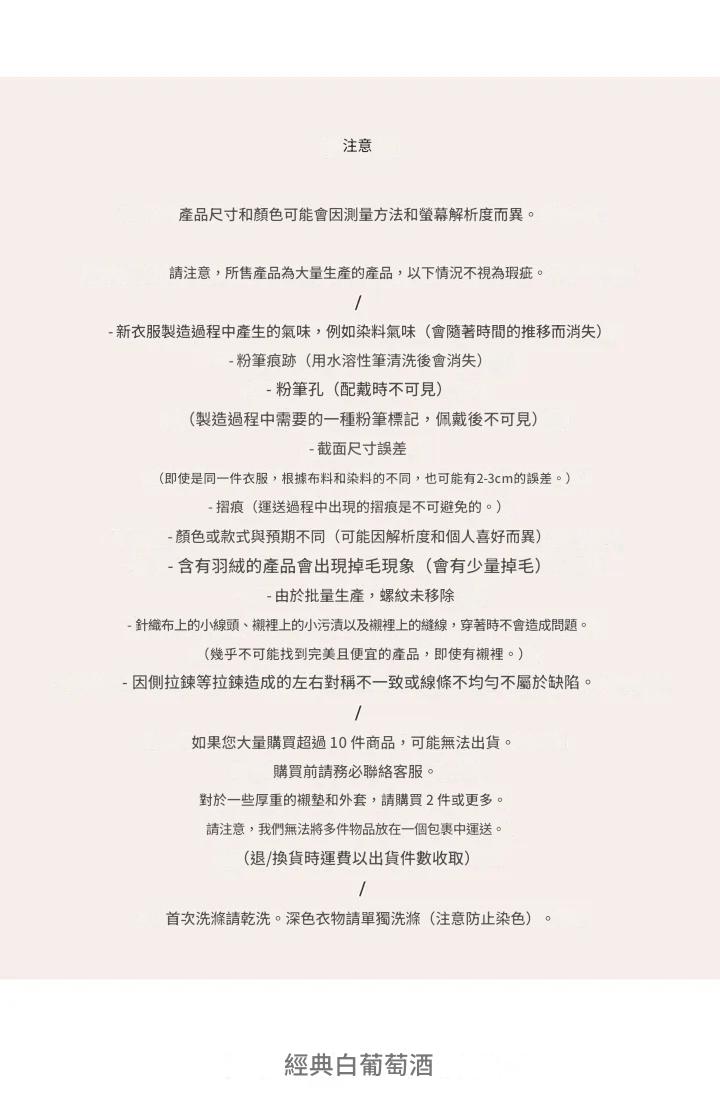 注意
產品尺寸和顏色可能會因測量方法和螢幕解析度而異。
請注意，所售產品為大量生產的產品，以下情況不視為瑕疵。
/
- 新衣服製造過程中產生的氣味，例如染料氣味（會隨著時間的推移而消失）
- 粉筆痕跡（用水溶性筆清洗後會消失）
- 粉筆孔（配戴時不可見）
（製造過程中需要的一種粉筆標記，佩戴後不可見）
- 截面尺寸誤差
（即使是同一件衣服，根據布料和染料的不同，也可能有2-3cm的誤差。）
- 摺痕（運送過程中出現的摺痕是不可避免的。）
- 顏色或款式與預期不同（可能因解析度和個人喜好而異）
- 含有羽絨的產品會出現掉毛現象（會有少量掉毛）
- 由於批量生產，螺紋未移除
- 針織布上的小線頭、襯裡上的小污漬以及襯裡上的縫線，穿著時不會造成問題。
（幾乎不可能找到完美且便宜的產品，即使有襯裡。）
- 因側拉鍊等拉鍊造成的左右對稱不一致或線條不均勻不屬於缺陷。
/
如果您大量購買超過 10 件商品，可能無法出貨。
購買前請務必聯絡客服。
對於一些厚重的襯墊和外套，請購買 2 件或更多。
請注意，我們無法將多件物品放在一個包裹中運送。
（退/換貨時運費以出貨件數收取）
/
首次洗滌請乾洗。深色衣物請單獨洗滌（注意防止染色）。
經典白葡萄酒